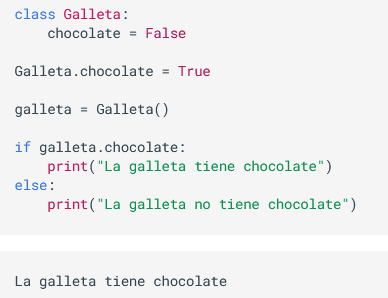 class Galleta:
    chocolate = False

Galleta.chocolate = True

galleta = Galleta()

if galleta.chocolate:
    print("La galleta tiene chocolate")
else:
    print("La galleta no tiene chocolate")

La galleta tiene chocolate